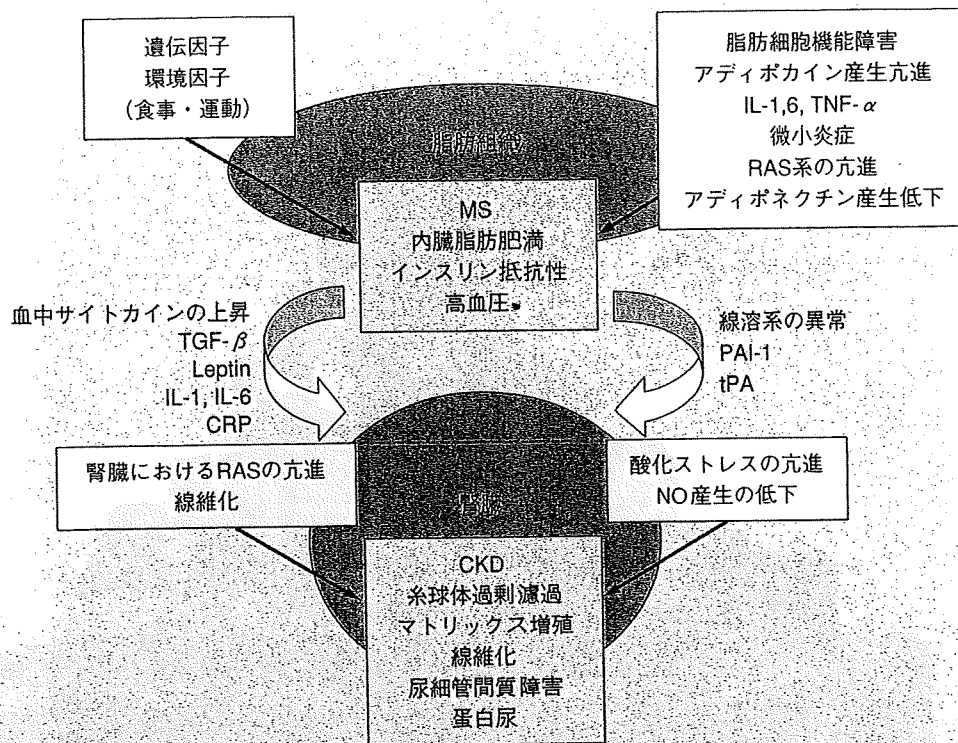 遺伝因子
環境因子
(食事・運動)
脂肪細胞機能障害
アディポカイン産生亢進
IL-1,6, TNF-α
微小炎症
RAS系の亢進
アディポネクチン産生低下
脂肪組織
MS
内臓脂肪肥満
インスリン抵抗性
高血圧
血中サイトカインの上昇
TGF-β
Leptin
IL-1, IL-6
CRP
線溶系の異常
PAI-1
tPA
腎臓におけるRASの亢進
線維化
酸化ストレスの亢進
NO産生の低下
腎臓
CKD
糸球体過剰濾過
マトリックス増殖
線維化
尿細管間質障害
蛋白尿